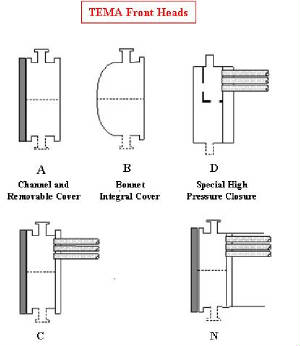 TEMA Front Heads
A
B
D
Channel and
Removable Cover
Bonnet
Integral Cover
Special High
Pressure Closure
C
N